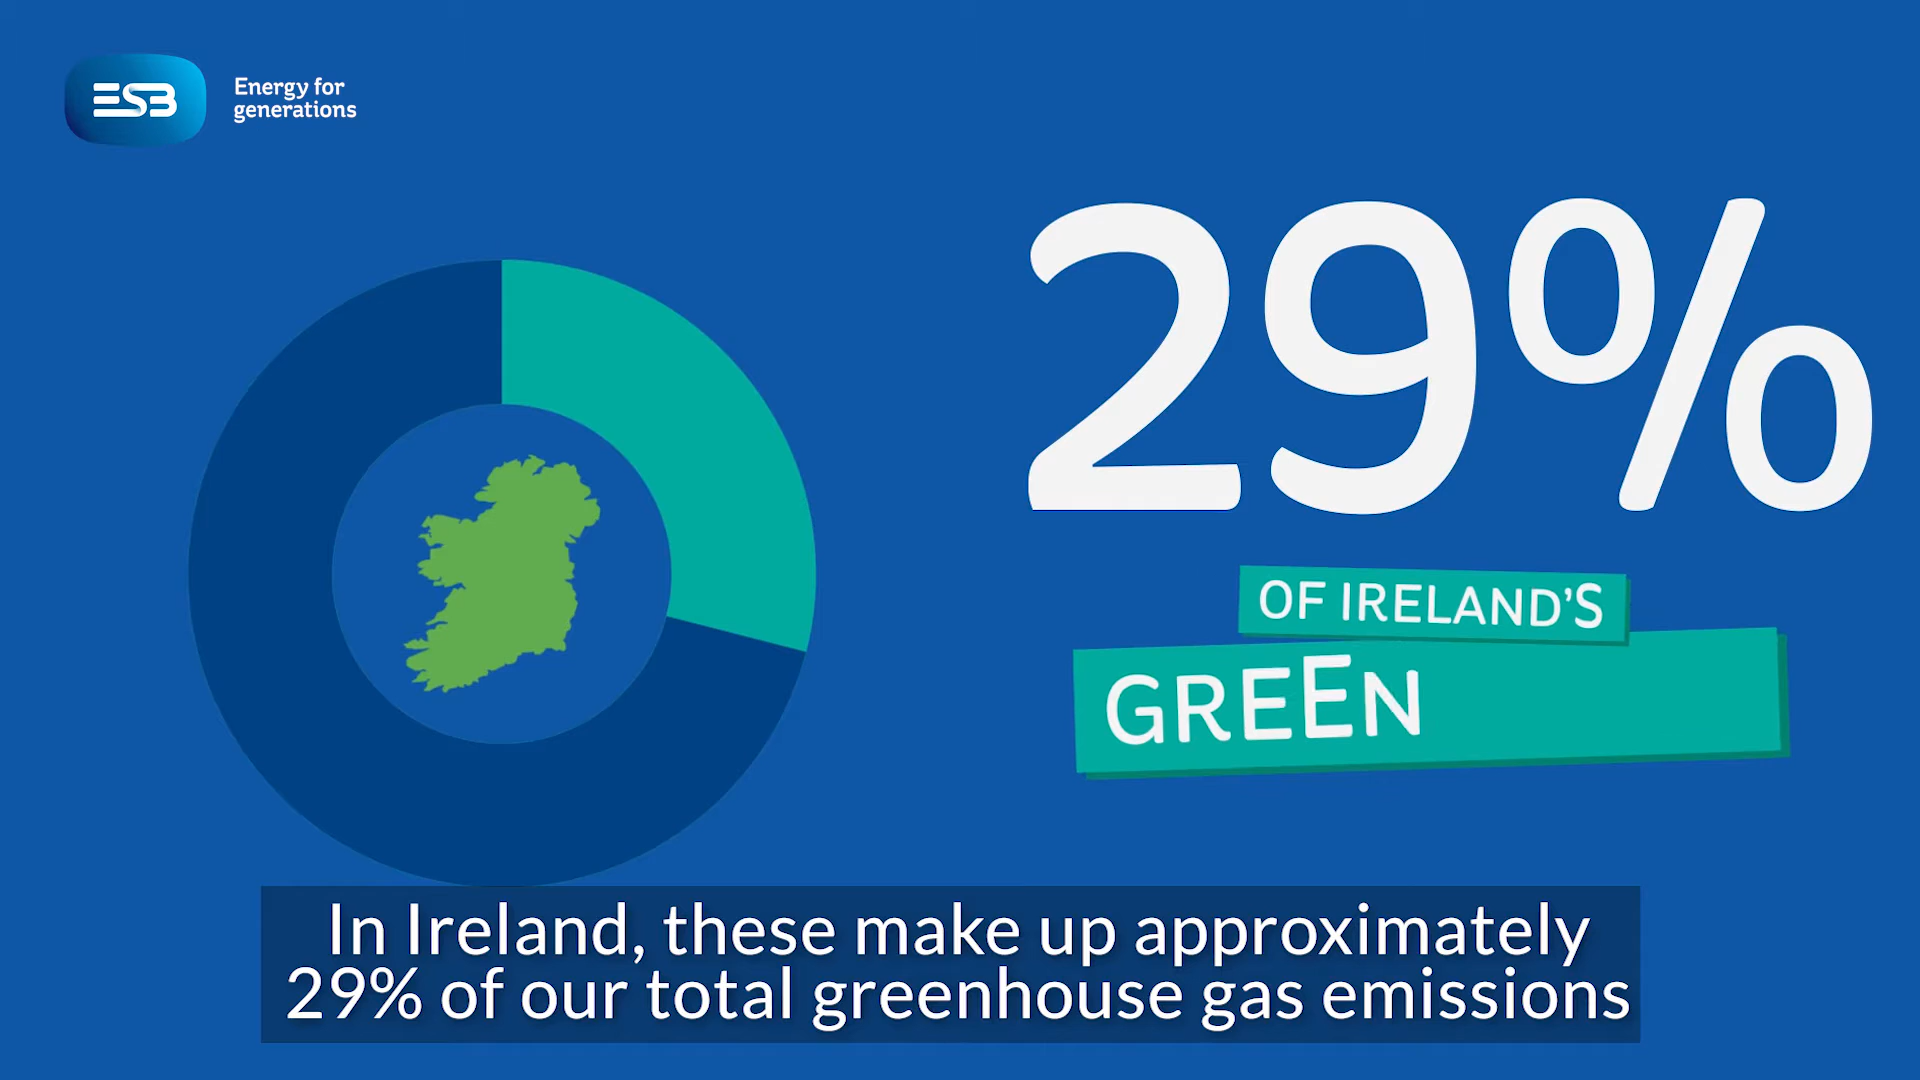 ESB
Energy for
generations
29%
OF IRELAND'S
GREEN
In Ireland, these make up approximately
29% of our total greenhouse gas emissions